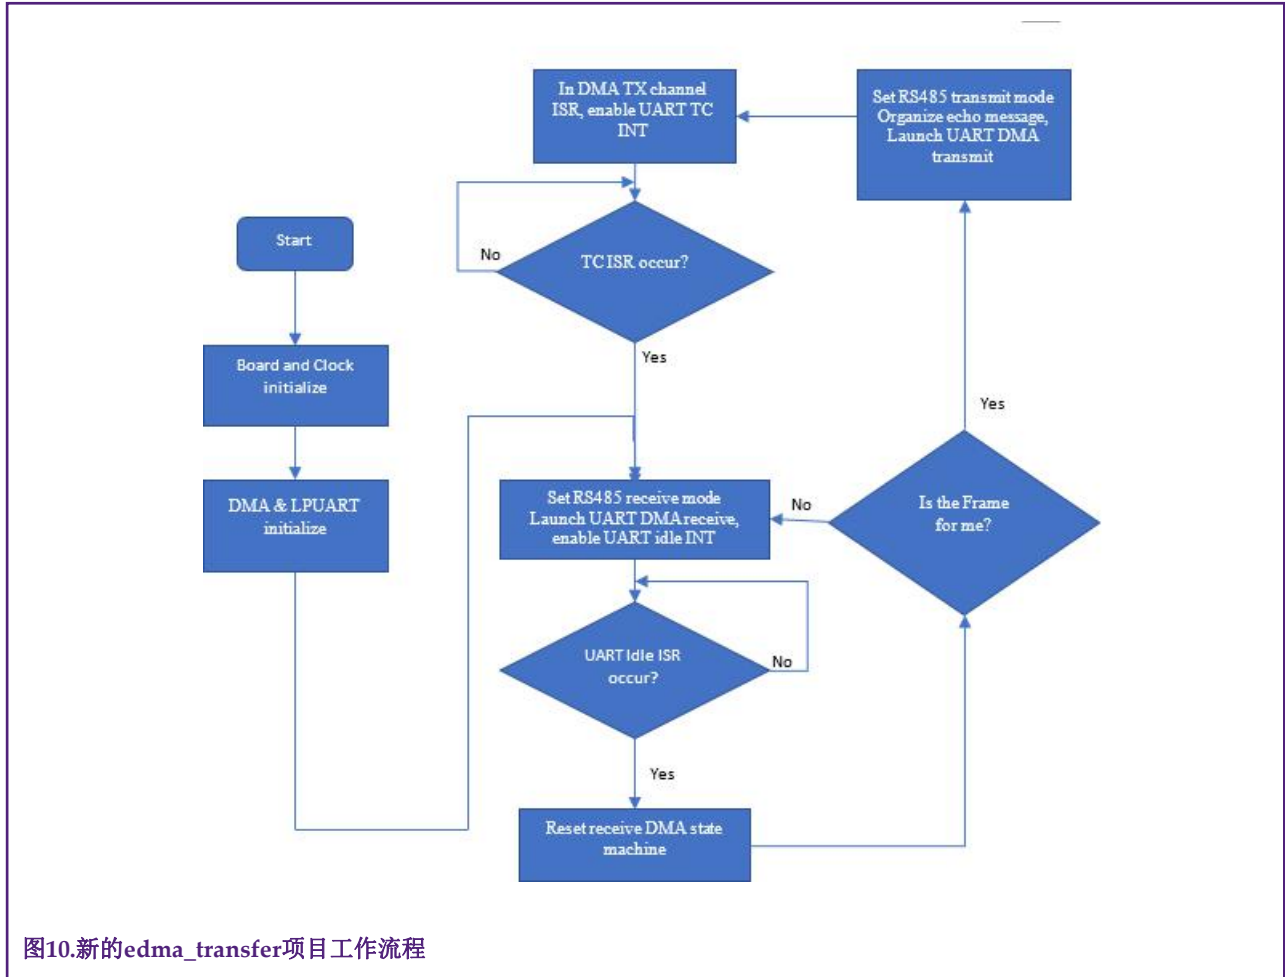 In DMA TX channel
ISR, enable UART TC
INT
Set RS485 transmit mode
Organize echo message,
Launch UART DMA
transmit
Start
No
TC ISR occur?
Yes
Board and Clock
initialize
Yes
DMA & LPUART
initialize
Set RS485 receive mode
Launch UART DMA receive,
enable UART idle INT
No
Is the Frame
for me?
UART Idle ISR
occur?
No
Yes
Reset receive DMA state
machine
图10.新的edma_transfer项目工作流程